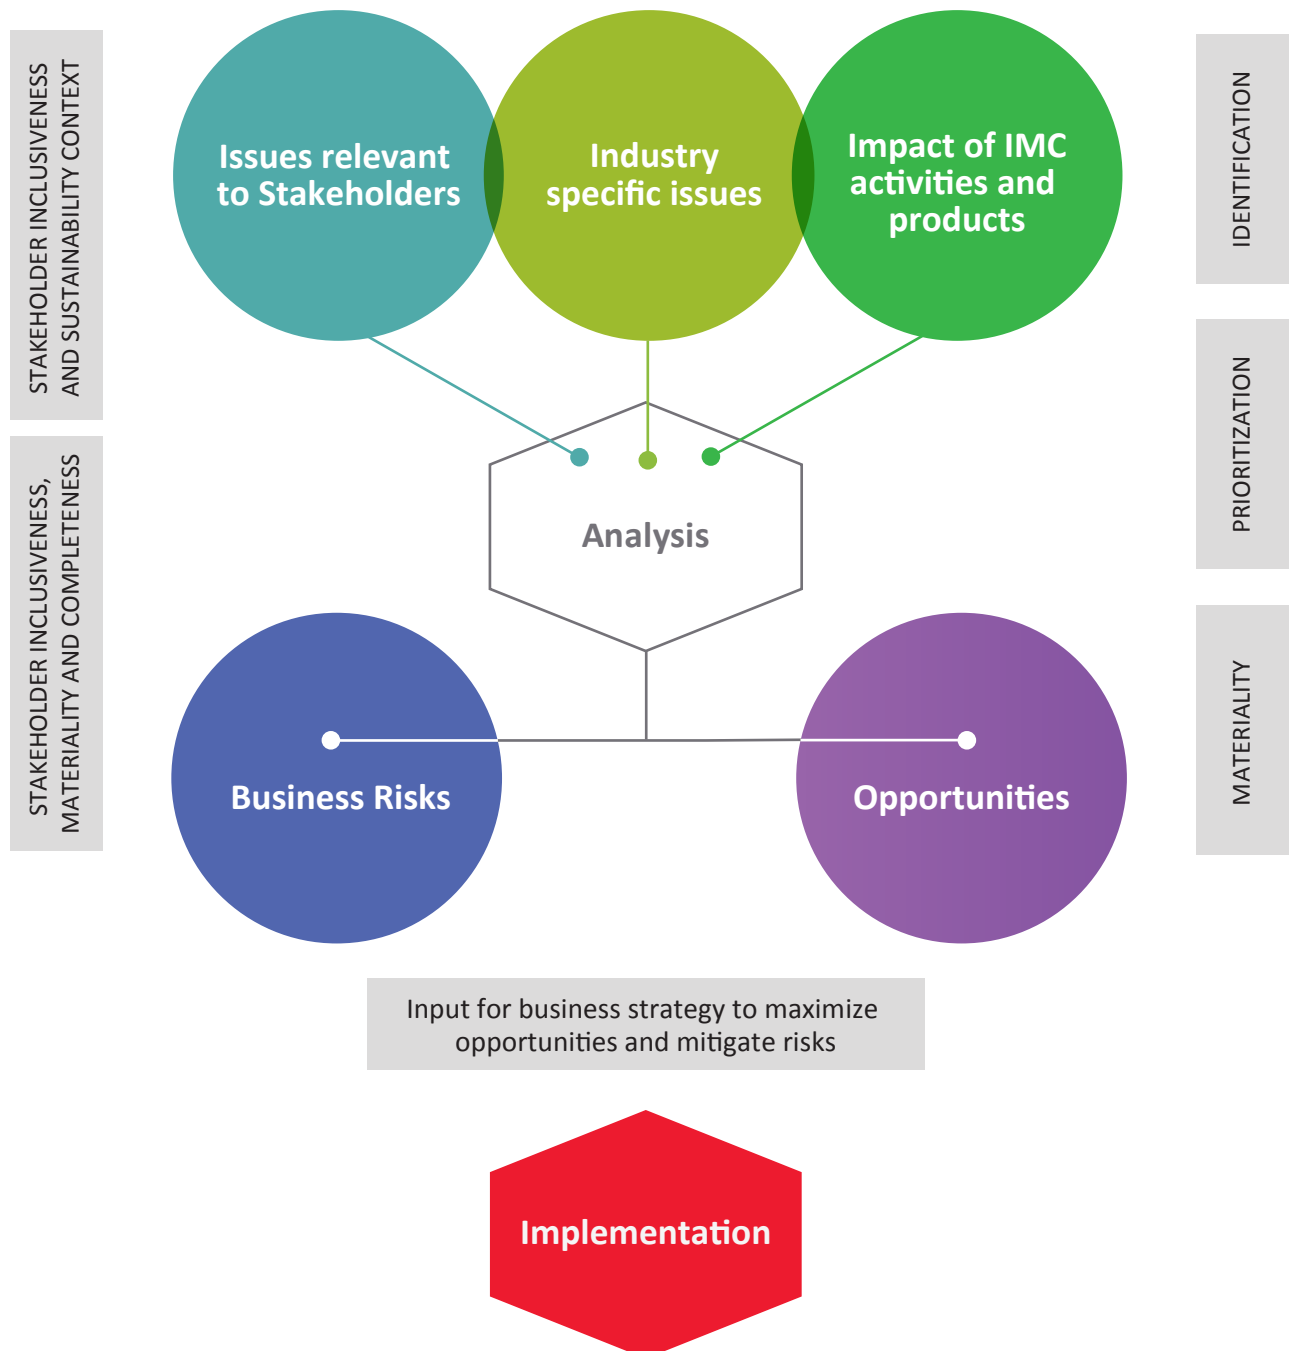 STAKEHOLDER INCLUSIVENESS
AND SUSTAINABILITY CONTEXT
Issues relevant
to Stakeholders
Industry
specific issues
Impact of IMC
activities and
products
IDENTIFICATION
PRIORITIZATION
Analysis
STAKEHOLDER INCLUSIVENESS,
MATERIALITY AND COMPLETENESS
MATERIALITY
Business Risks
Opportunities
Input for business strategy to maximize
opportunities and mitigate risks
Implementation